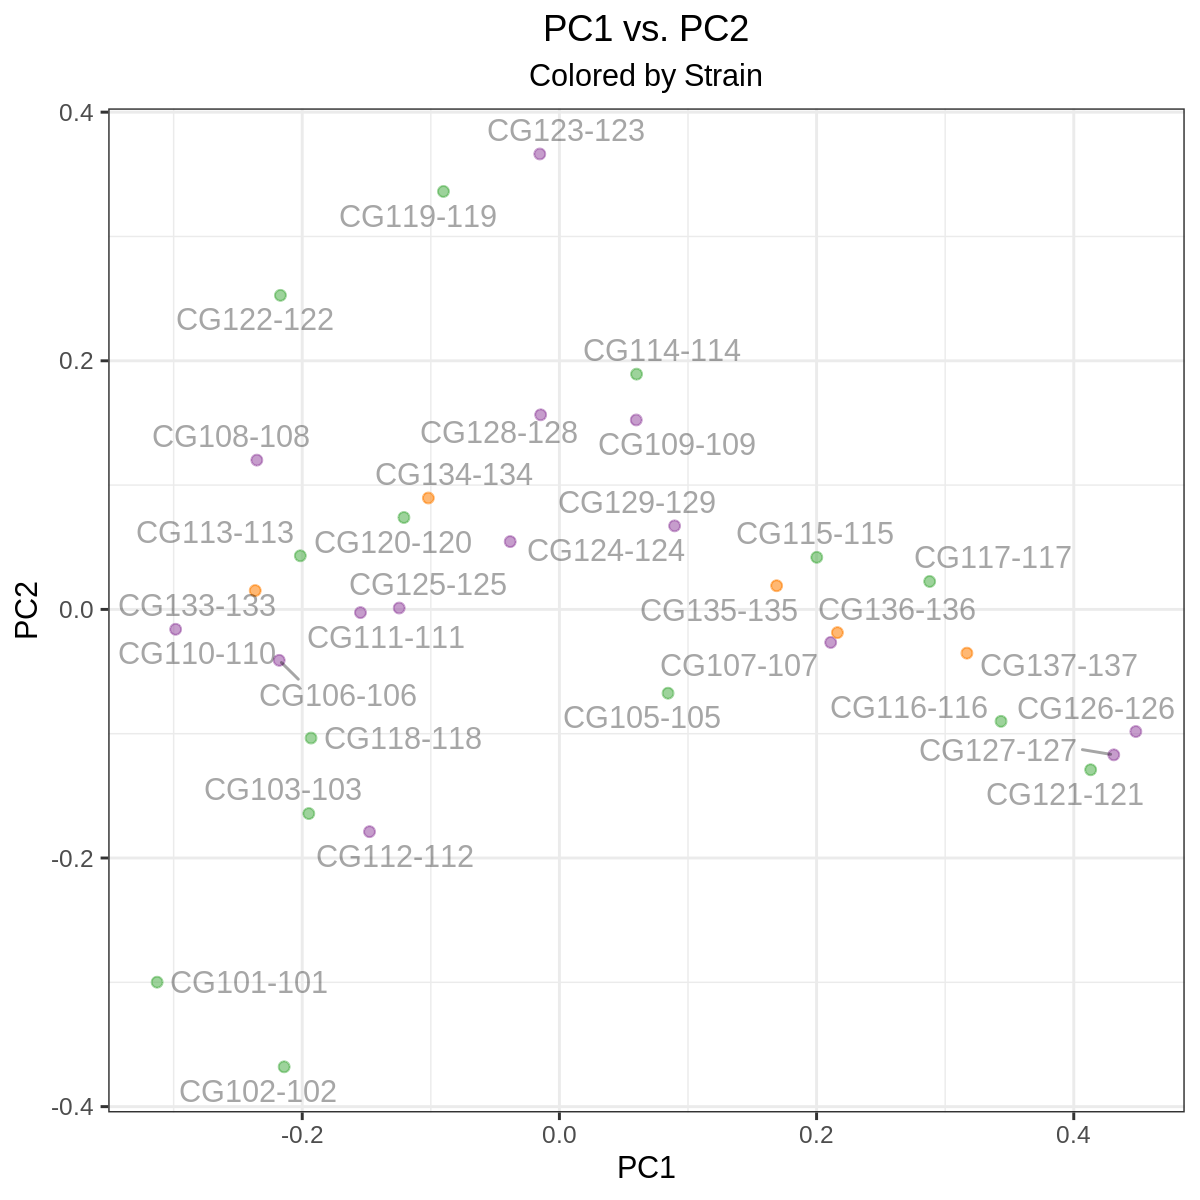 PC1 vs. PC2
Colored by Strain
0.4
CG123-123
CG119-119
CG122-122
0.2
CG114-114
CG128-128
CG108-108
CG109-109
CG134-134
CG129-129
CG113-113
CG120-120
CG124-124
CG115-115
CG117-117
CG125-125
PC2
0.0
CG133-133
CG135-135
CG136-136
CG111-111
CG110-110
CG107-107
CG137-137
CG106-106
CG105-105
CG116-116
CG126-126
CG118-118
CG127-127
CG103-103
CG121-121
-0.2
CG112-112
CG101-101
CG102-102
-0.4
-0.2
0.0
0.2
0.4
PC1